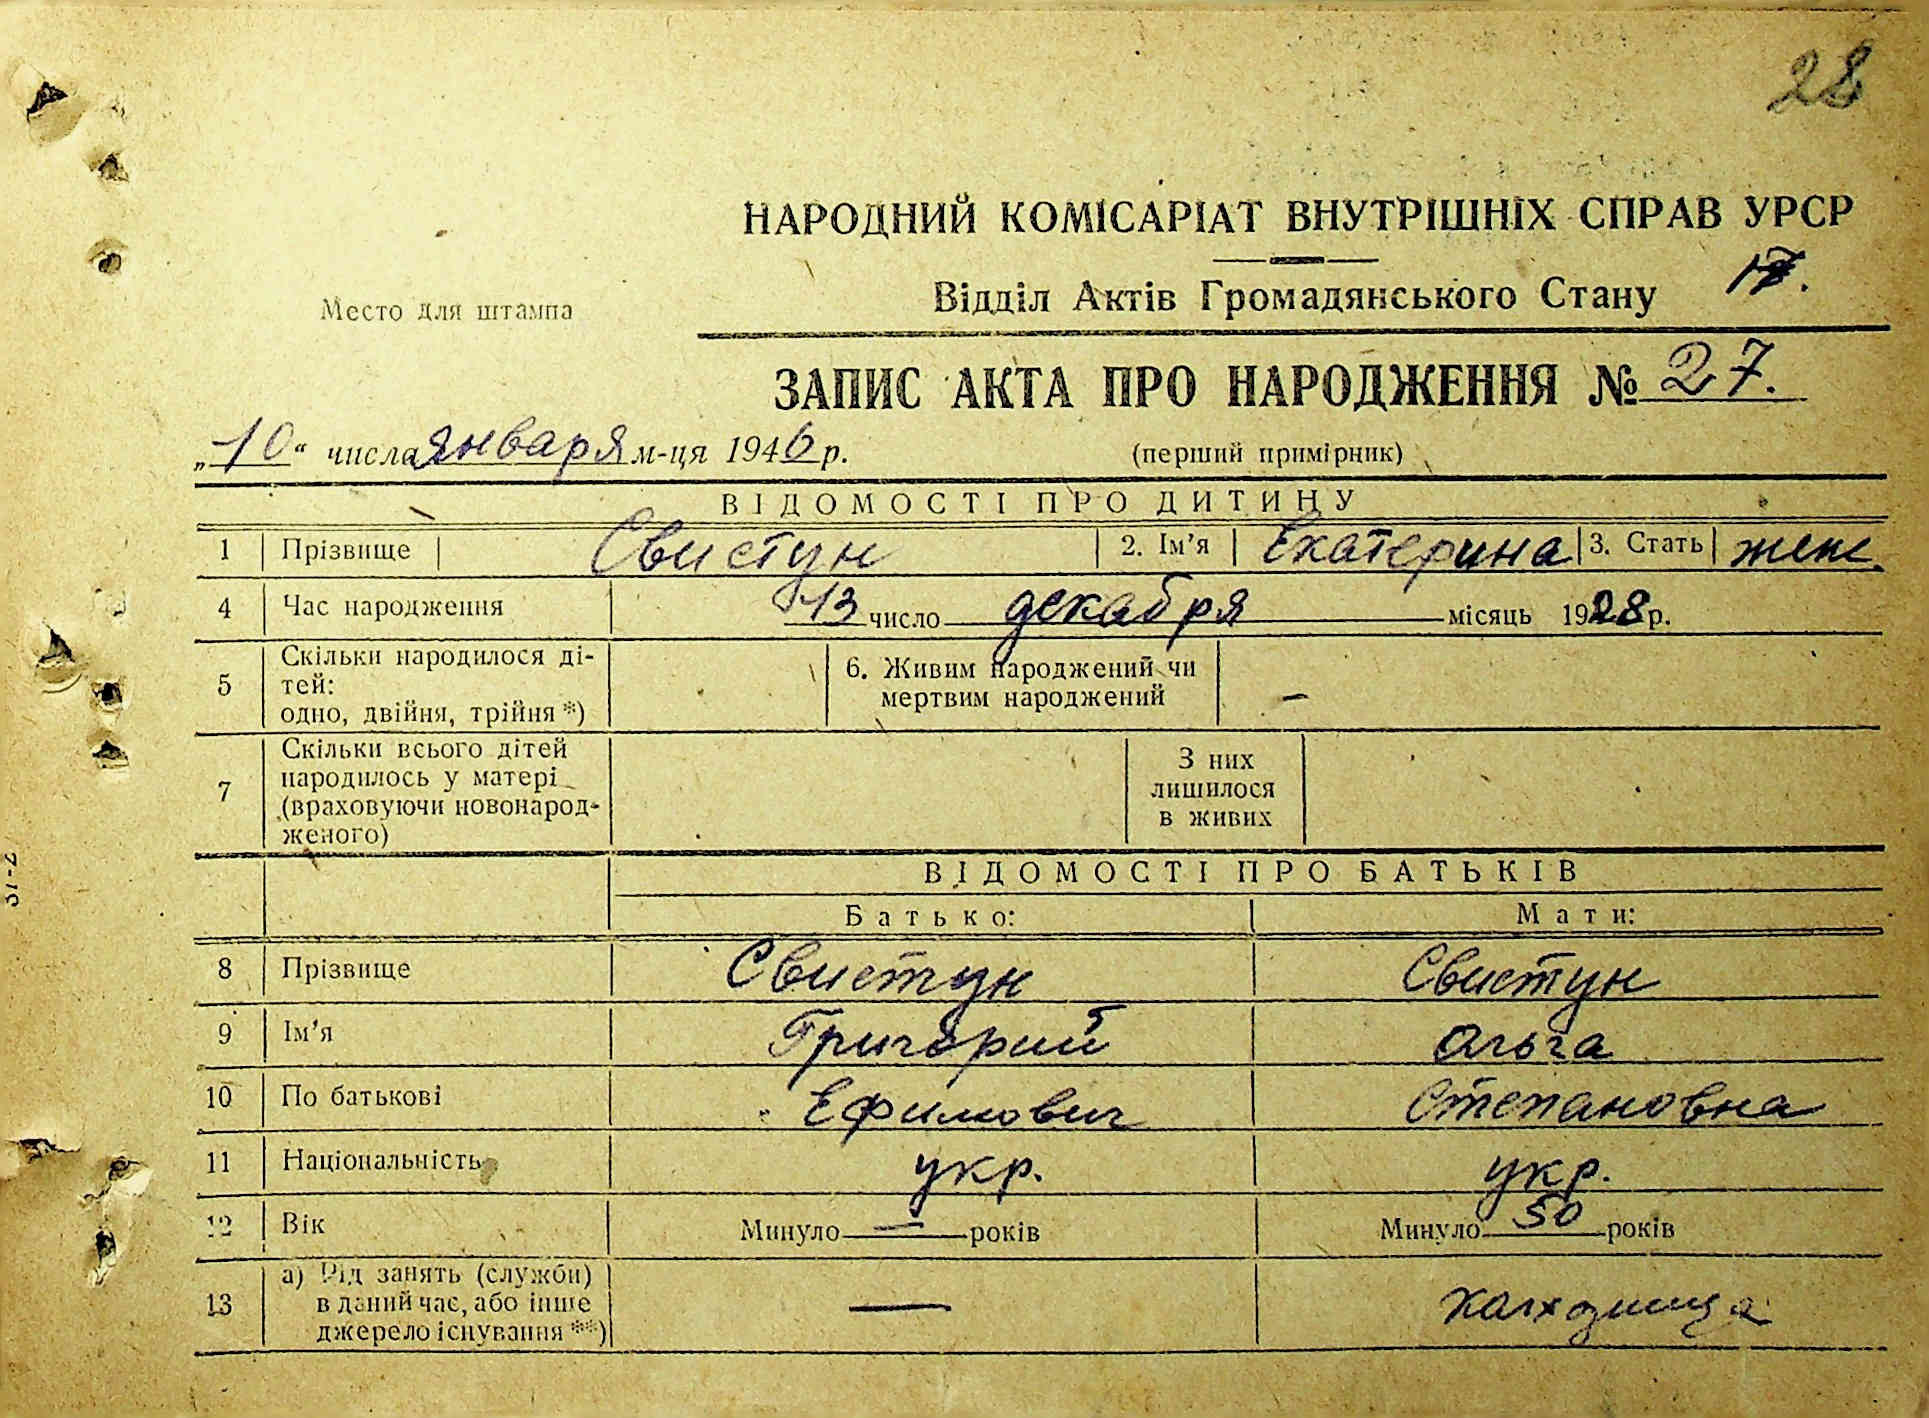 28
НАРОДНИЙ КОМІСАРІАТ ВНУТРІШНІХ СПРАВ УРСР
Место для штампа
Відділ Актів Громадянського Стану
ЗАПИС АКТА ПРО НАРОДЖЕННЯ № 27.
„10“ числа января м-ця 1946 р.
(перший примірник)
ВІДОМОСТІ ПРО ДИТИНУ
1 Прізвище Свистун 2. Ім'я Екатерина 3. Стать жен.
4 Час народження 13 число декабря місяць 1928 р.
5 Скільки народилося ді-
тей:
одно, двійня, трійня *)
6. Живим народжений чи
мертвим народжений —
7 Скільки всього дітей
народилось у матері
(враховуючи новонарод-
женого)
З них
лишилося
в живих
ВІДОМОСТІ ПРО БАТЬКІВ
Батько: Мати:
8 Прізвище Свистун Свистун
9 Ім'я Григорий Ольга
10 По батькові Ефимович Степановна
11 Національність укр. укр.
12 Вік Минуло — років Минуло 50 років
13 а) Рід занять (служби)
в даний час, або інше
джерело існування **)
— колхозница